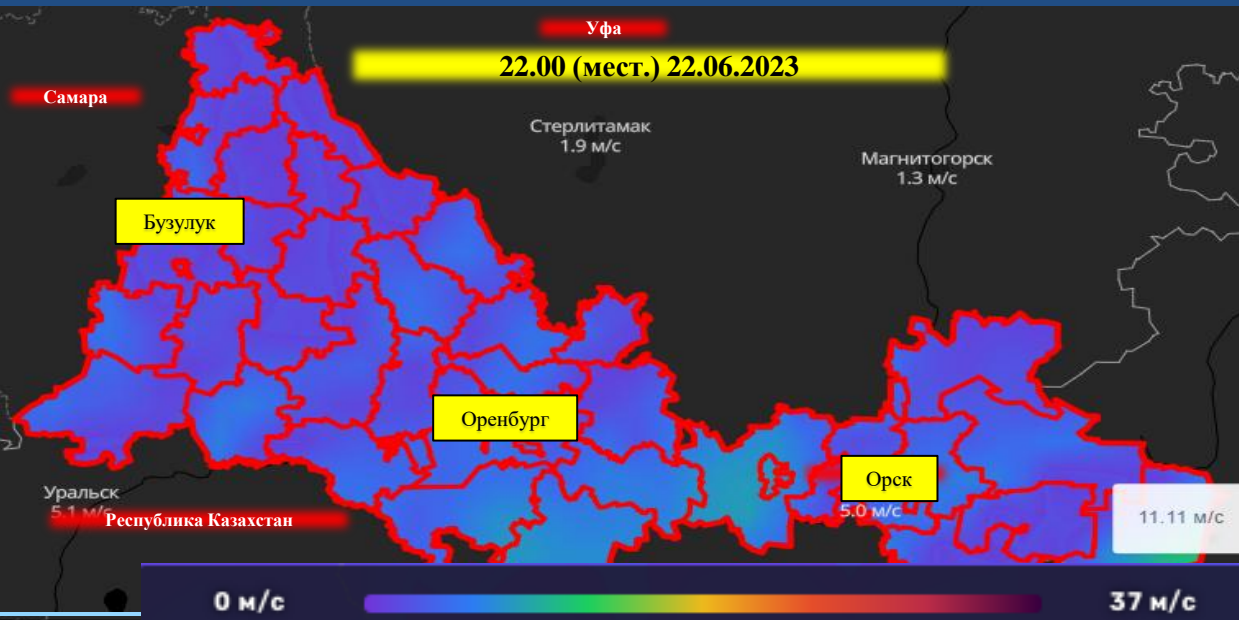 Уфа
22.00 (мест.) 22.06.2023
Самара
Стерлитамак
1.9 м/с
Магнитогорск
1.3 м/с
Бузулук
Оренбург
Орск
5.0 м/с
Уральск
5.1 м/с
Республика Казахстан
11.11 м/с
0 м/с
37 м/с